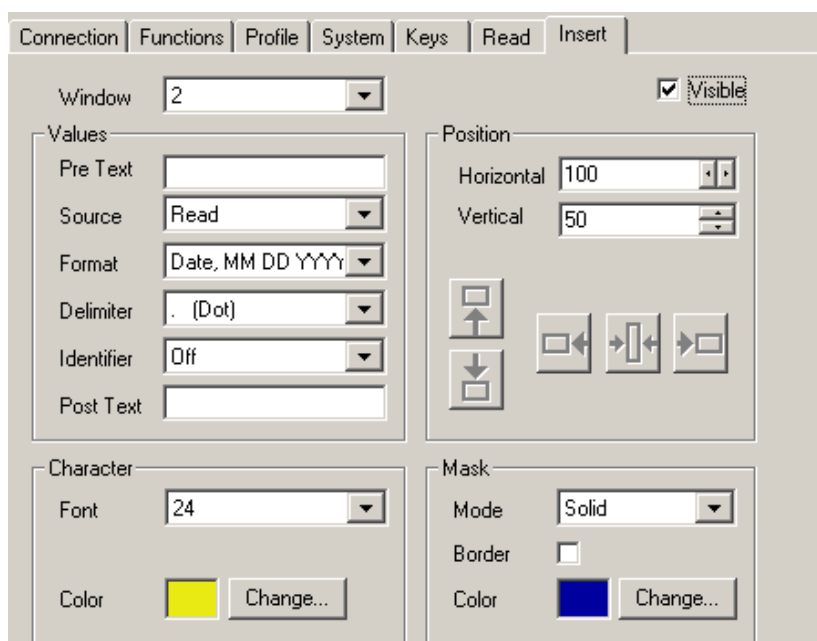 Connection Functions Profile System Keys Read Insert
Window 2 Visible
Values
Pre Text
Source Read
Format Date, MM DD YYYY
Delimiter . (Dot)
Identifier Off
Post Text
Position
Horizontal 100
Vertical 50
Character
Font 24
Color Change...
Mask
Mode Solid
Border
Color Change...